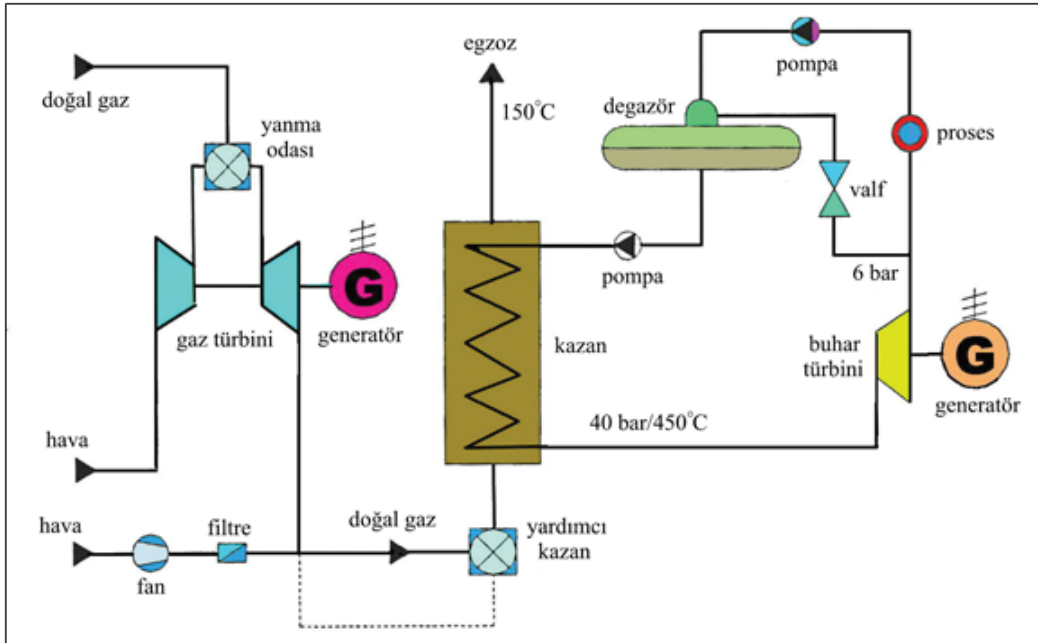 doğal gaz
yanma
odası
gaz türbini
G
generatör
hava
hava
fan
filtre
doğal gaz
yardımcı
kazan
egzoz
150°C
kazan
pompa
degazör
pompa
proses
valf
6 bar
buhar
türbini
G
generatör
40 bar/450°C